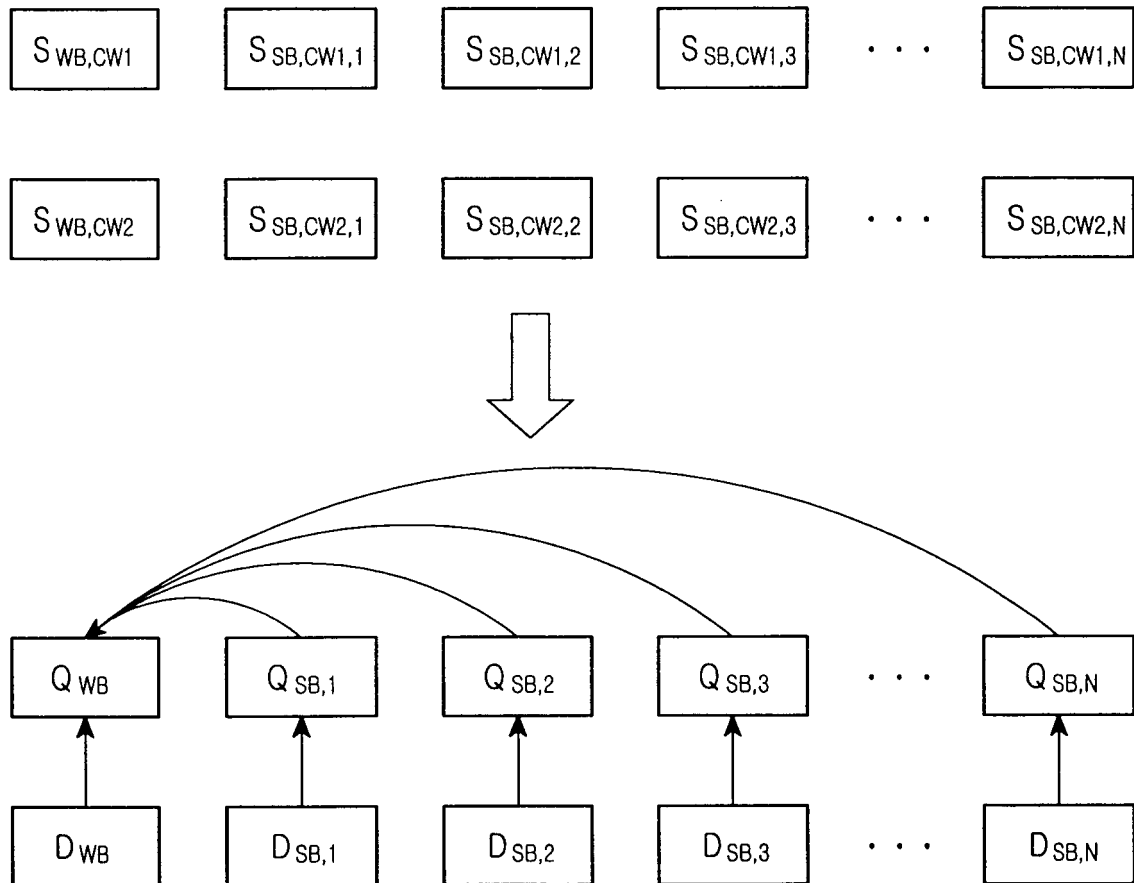 S WB,CW1 S SB,CW1,1 S SB,CW1,2 S SB,CW1,3 · · · S SB,CW1,N
S WB,CW2 S SB,CW2,1 S SB,CW2,2 S SB,CW2,3 · · · S SB,CW2,N
Q WB Q SB,1 Q SB,2 Q SB,3 · · · Q SB,N
D WB D SB,1 D SB,2 D SB,3 · · · D SB,N